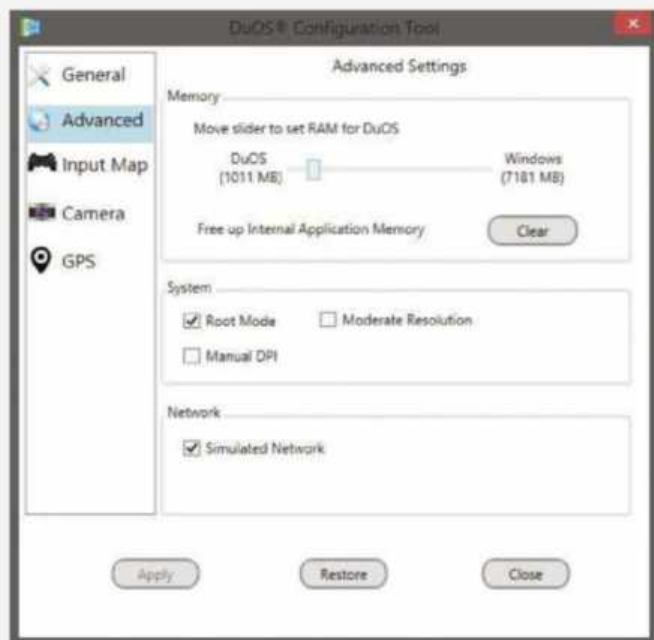 DuOS® Configuration Tool
General
Advanced
Input Map
Camera
GPS
Advanced Settings
Memory
Move slider to set RAM for DuOS
DuOS
(1011 MB)
Windows
(7181 MB)
Free up Internal Application Memory
Clear
System
Root Mode
Moderate Resolution
Manual DPI
Network
Simulated Network
Apply
Restore
Close